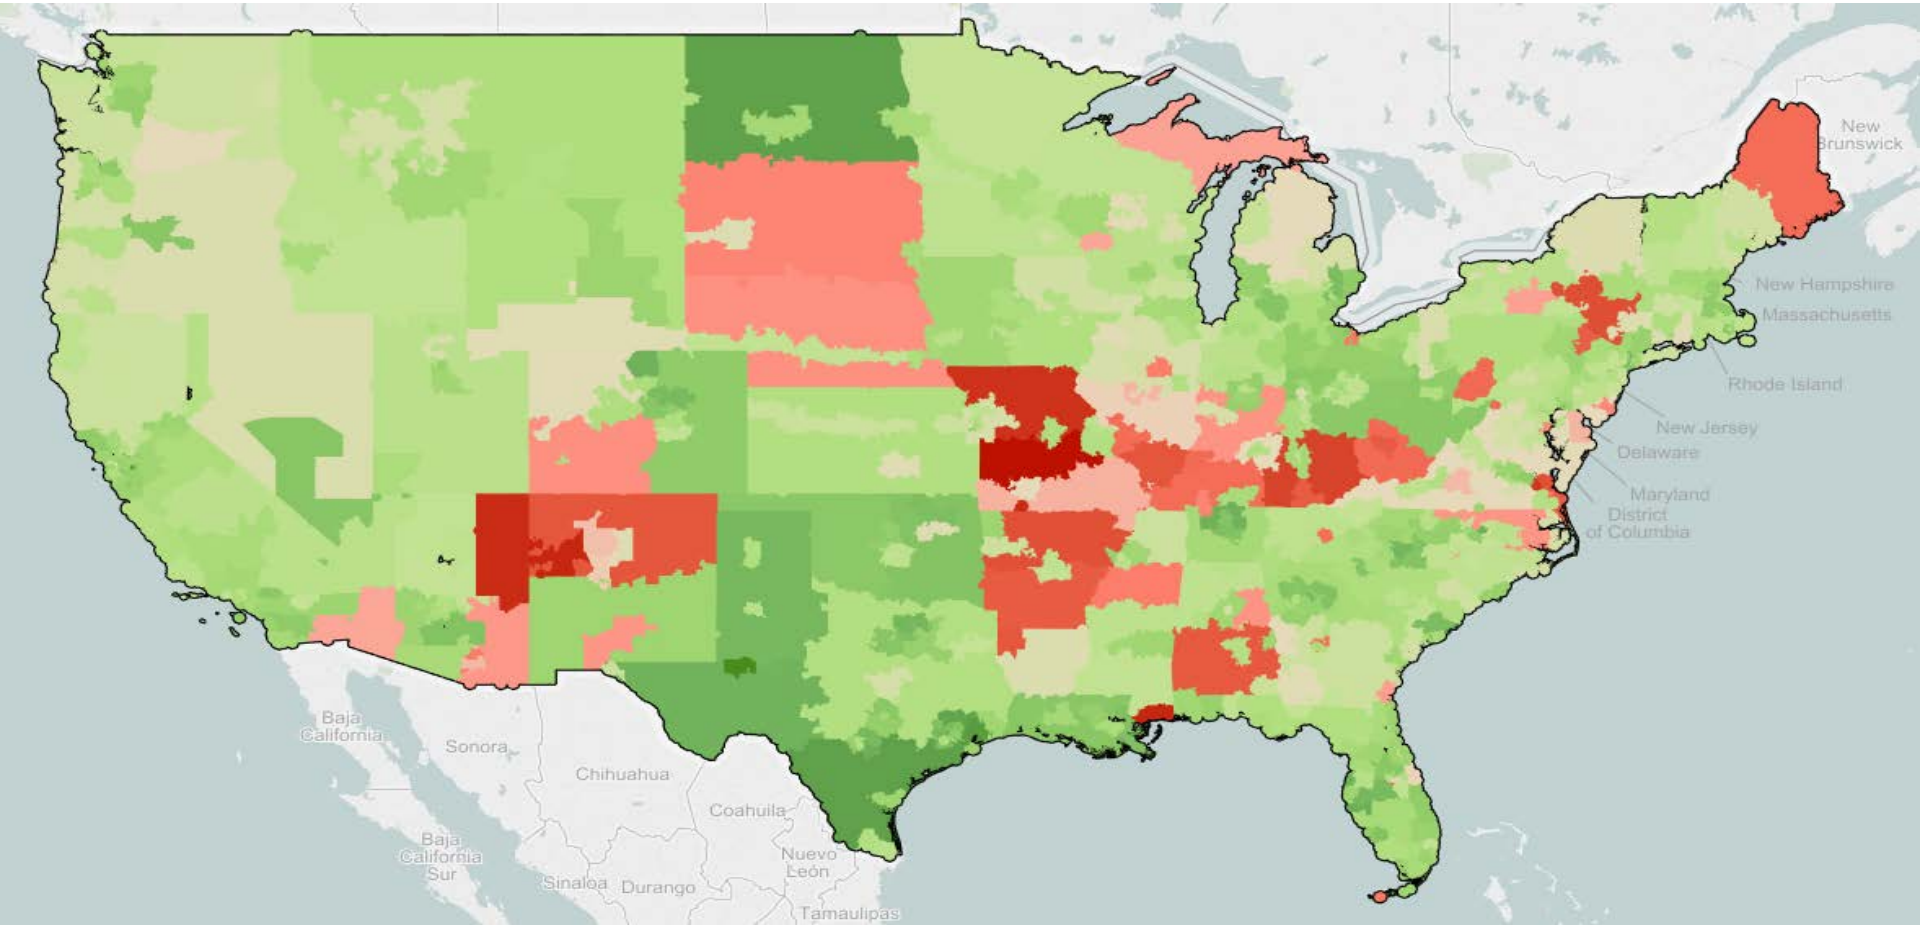 New
Brunswick
New Hampshire
Massachusetts
Rhode Island
New Jersey
Delaware
Maryland
District
of Columbia
Baja
California
Sonora
Chihuahua
Coahuila
Baja
California
Sur
Nuevo
León
Sinaloa
Durango
Tamaulipas